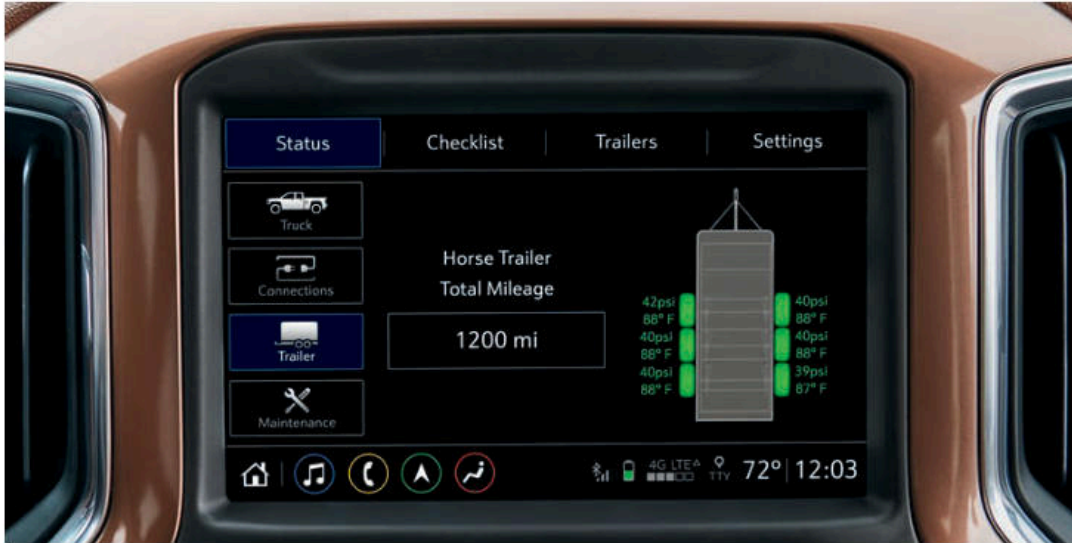 Status
Checklist
Trailers
Settings
Truck
Connections
Trailer
Maintenance
Horse Trailer
Total Mileage
1200 mi
42psi
88° F
40psi
88° F
40psi
88° F
40psi
88° F
40psi
88° F
39psi
87° F
4G LTE
TTY
72°
12:03